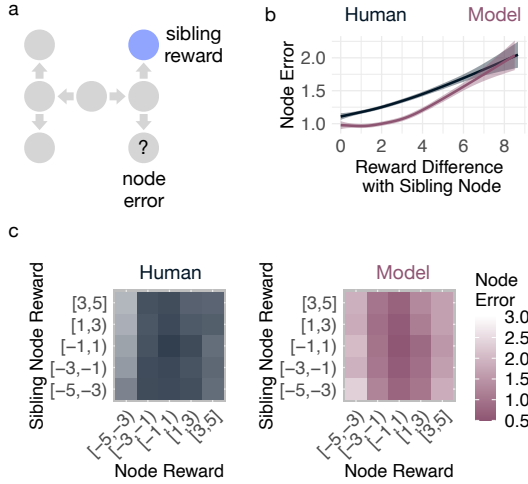 a
sibling
reward
?
node
error
b
Human Model
Node Error
2.0
1.5
1.0
0 2 4 6 8
Reward Difference
with Sibling Node
c
Human
Sibling Node Reward
[3,5]
[1,3)
[−1,1)
[−3,−1)
[−5,−3)
[−5,−3)
[−3,−1)
[−1,1)
[1,3)
[3,5]
Node Reward
Model
Sibling Node Reward
[3,5]
[1,3)
[−1,1)
[−3,−1)
[−5,−3)
[−5,−3)
[−3,−1)
[−1,1)
[1,3)
[3,5]
Node Reward
Node
Error
3.0
2.5
2.0
1.5
1.0
0.5